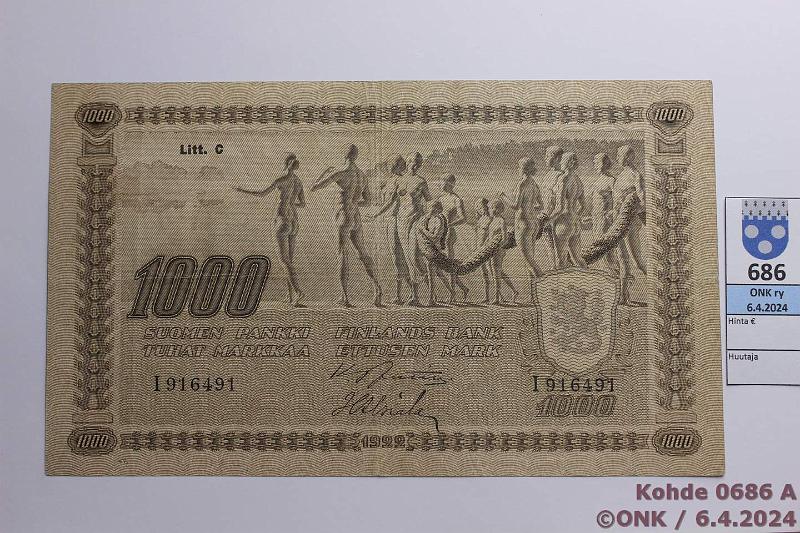 1000
1000
Litt. C
1000
SUOMEN PANKKI
TUHAT MARKKAA
FINLANDS BANK
ETTUSEN MARK
I 916491
I 916491
1000
1922
1000
1000
686
ONK ry
6.4.2024
Hinta €
Huutaja
Kohde 0686 A
©ONK / 6.4.2024